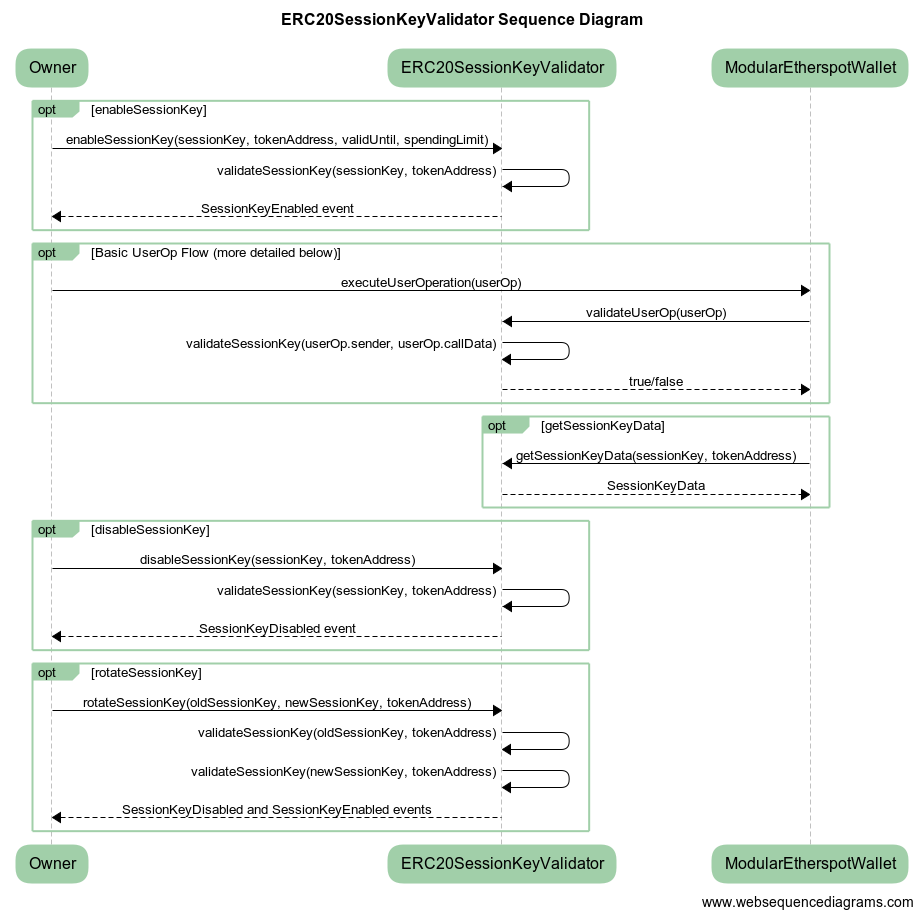 ERC20SessionKeyValidator Sequence Diagram
Owner
ERC20SessionKeyValidator
ModularEtherspotWallet
opt
[enableSessionKey]
enableSessionKey(sessionKey, tokenAddress, validUntil, spendingLimit)
validateSessionKey(sessionKey, tokenAddress)
SessionKeyEnabled event
opt
[Basic UserOp Flow (more detailed below)]
executeUserOperation(userOp)
validateUserOp(userOp)
validateSessionKey(userOp.sender, userOp.callData)
true/false
opt
[getSessionKeyData]
getSessionKeyData(sessionKey, tokenAddress)
SessionKeyData
opt
[disableSessionKey]
disableSessionKey(sessionKey, tokenAddress)
validateSessionKey(sessionKey, tokenAddress)
SessionKeyDisabled event
opt
[rotateSessionKey]
rotateSessionKey(oldSessionKey, newSessionKey, tokenAddress)
validateSessionKey(oldSessionKey, tokenAddress)
validateSessionKey(newSessionKey, tokenAddress)
SessionKeyDisabled and SessionKeyEnabled events
Owner
ERC20SessionKeyValidator
ModularEtherspotWallet
www.websequencediagrams.com